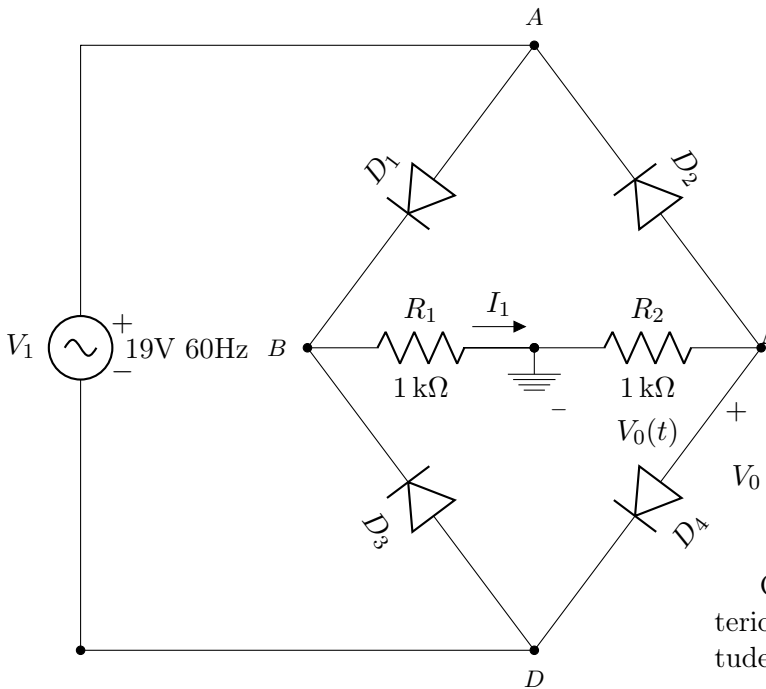 A
D₁
D₂
R₁
I₁
R₂
V₁
+
19V 60Hz
−
B
1 kΩ
1 kΩ
−
V₀(t)
+
V₀
D₃
D₄
D